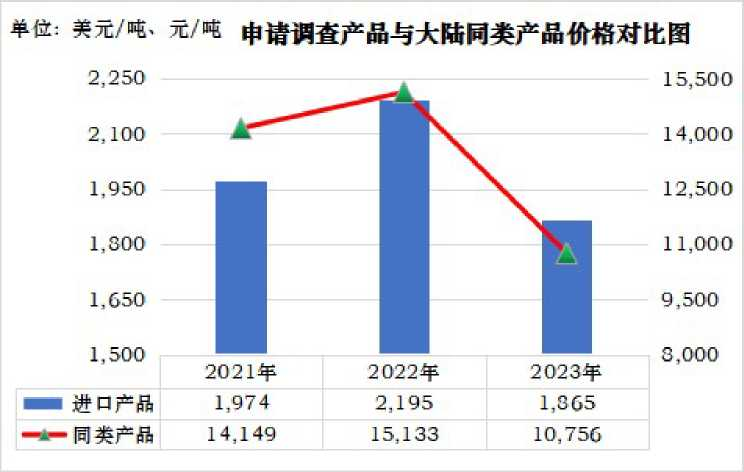 单位：美元/吨、元/吨 申请调查产品与大陆同类产品价格对比图
2,250 15,500
2,100 14,000
1,950 12,500
1,800 11,000
1,650 9,500
1,500 8,000
2021年 2022年 2023年
进口产品 1,974 2,195 1,865
同类产品 14,149 15,133 10,756